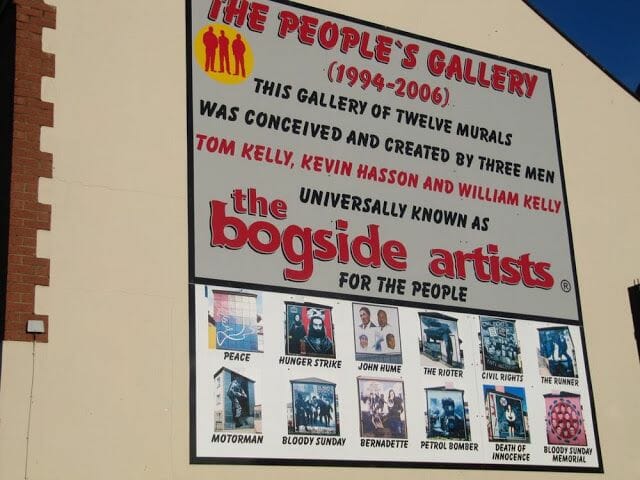 THE PEOPLE`S GALLERY
(1994-2006)
THIS GALLERY OF TWELVE MURALS
WAS CONCEIVED AND CREATED BY THREE MEN
TOM KELLY, KEVIN HASSON AND WILLIAM KELLY
UNIVERSALLY KNOWN AS
the
bogside artists®
FOR THE PEOPLE
PEACE
HUNGER STRIKE
JOHN HUME
THE RIOTER
CIVIL RIGHTS
THE RUNNER
MOTORMAN
BLOODY SUNDAY
BERNADETTE
PETROL BOMBER
DEATH OF
INNOCENCE
BLOODY SUNDAY
MEMORIAL